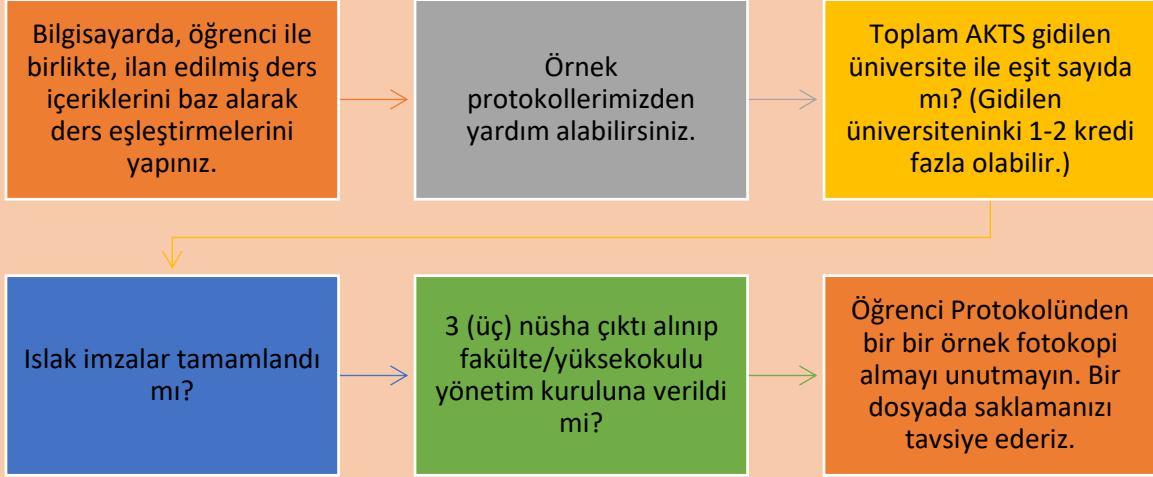 Bilgisayarda, öğrenci ile
birlikte, ilan edilmiş ders
içeriklerini baz alarak
ders eşleştirmelerini
yapınız.
Örnek
protokollerimizden
yardım alabilirsiniz.
Toplam AKTS gidilen
üniversite ile eşit sayıda
mı? (Gidilen
üniversiteninki 1-2 kredi
fazla olabilir.)
Islak imzalar tamamlandı
mı?
3 (üç) nüsha çıktı alınıp
fakülte/yüksekokulu
yönetim kuruluna verildi
mi?
Öğrenci Protokolünden
bir bir örnek fotokopi
almayı unutmayın. Bir
dosyada saklamanızı
tavsiye ederiz.